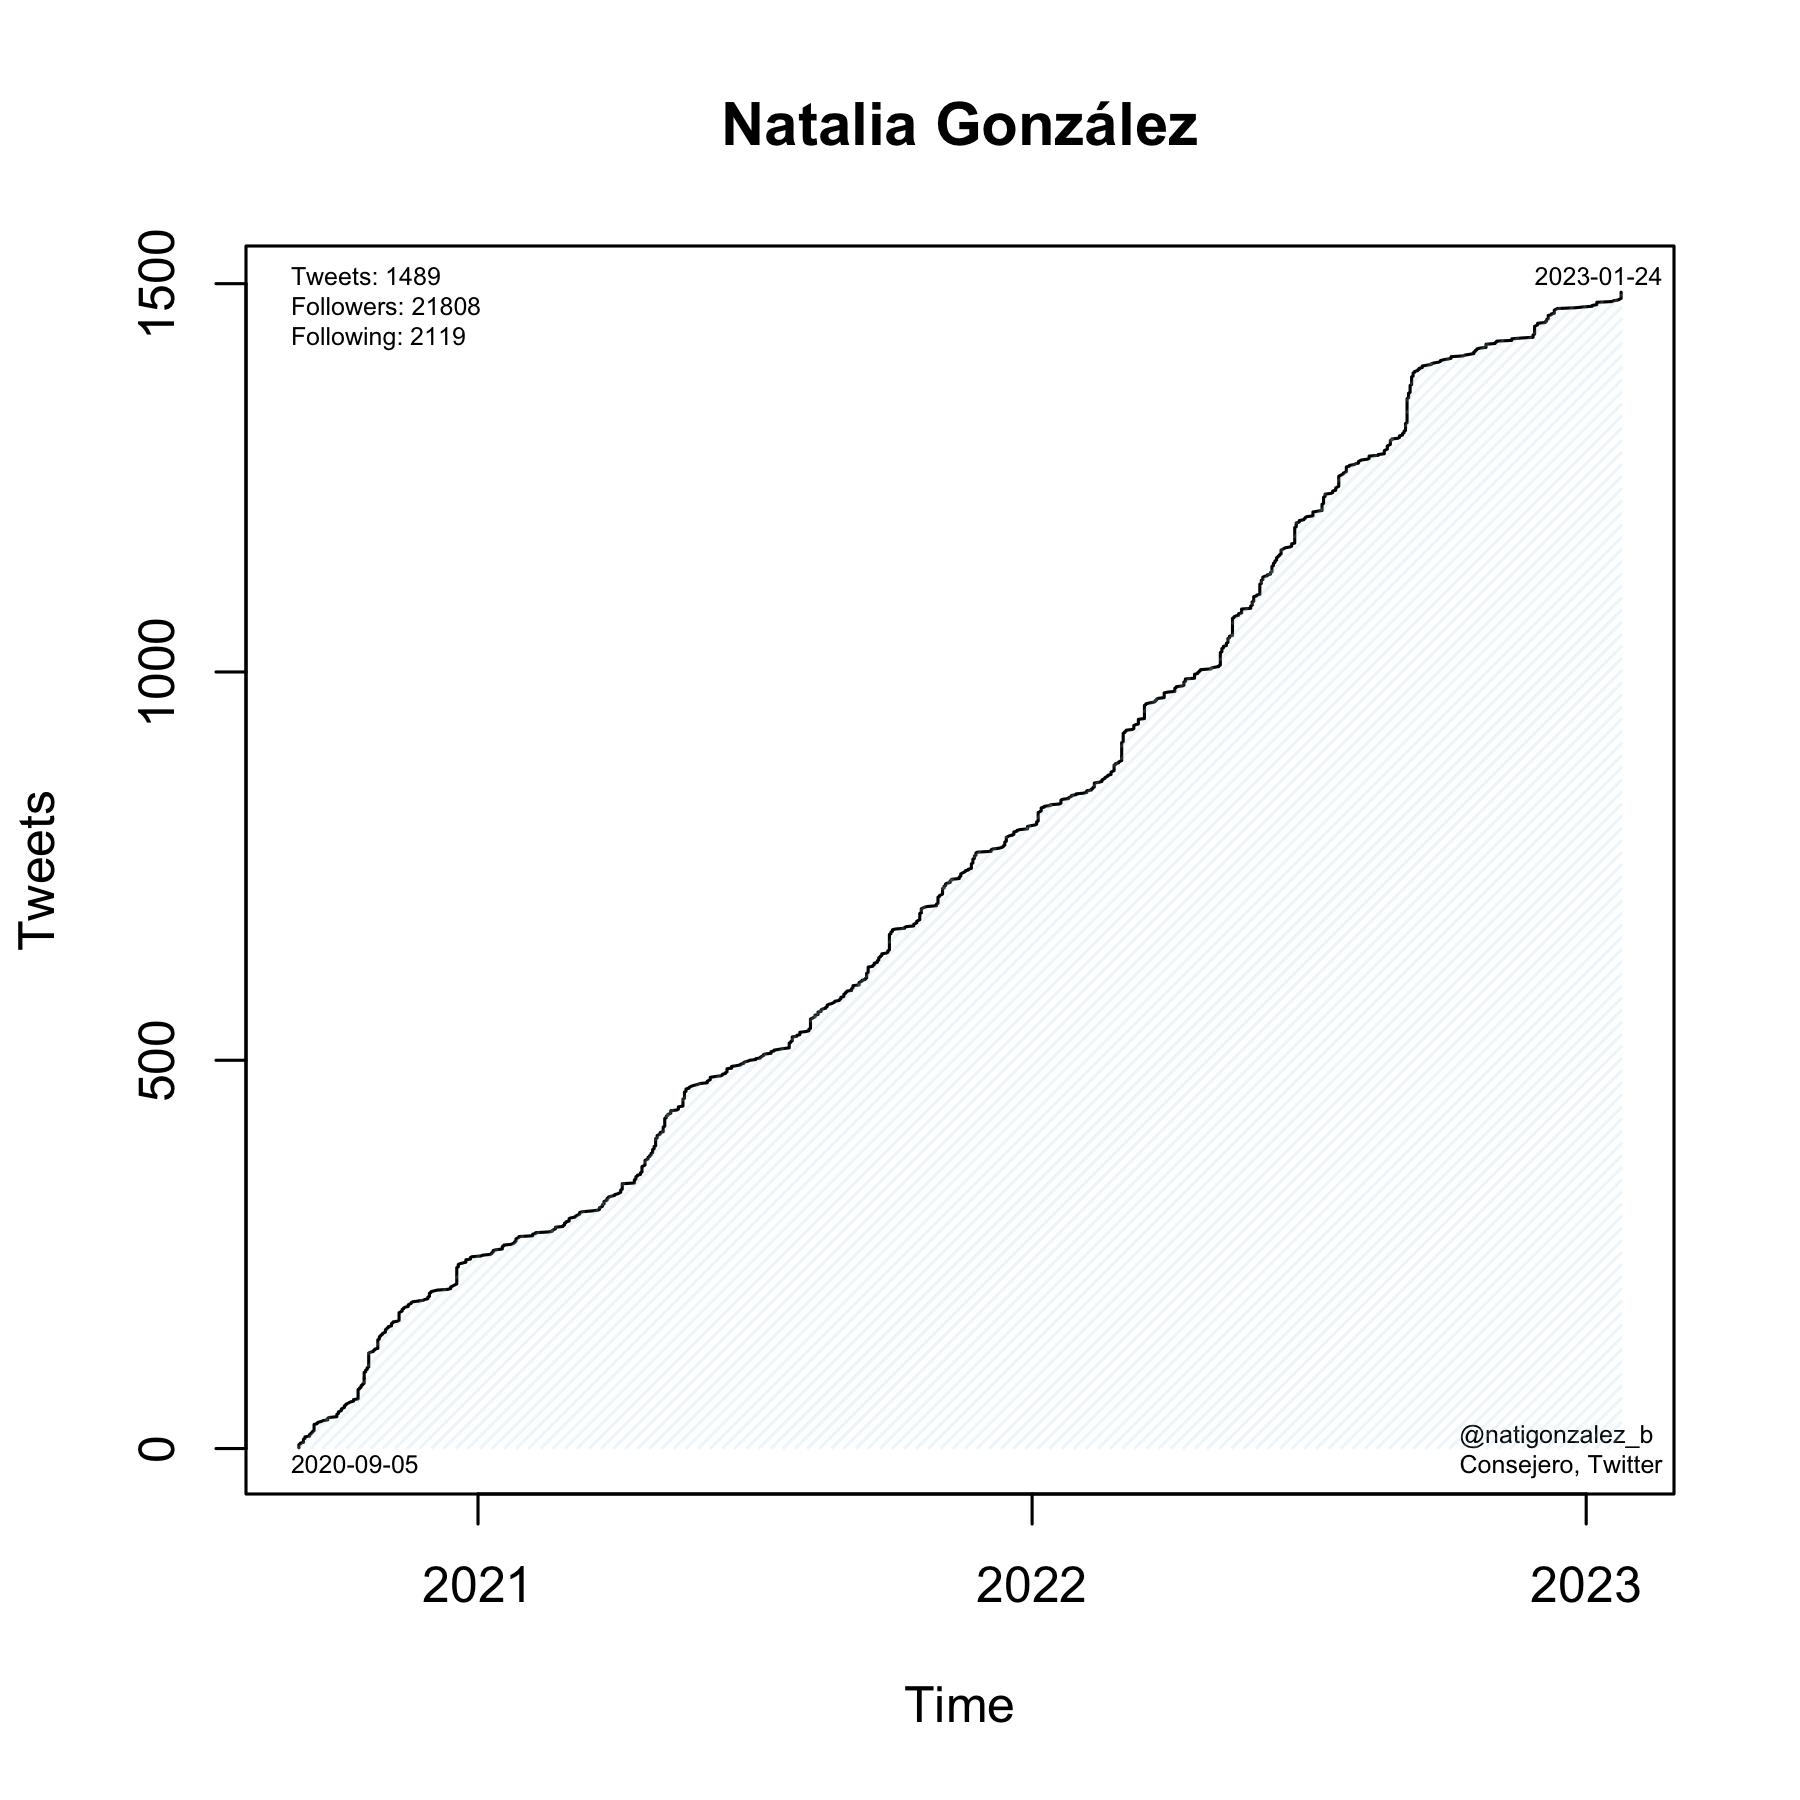 Natalia González
Tweets: 1489
Followers: 21808
Following: 2119
2023-01-24
1500
1000
500
0
Tweets
2020-09-05
@natigonzalez_b
Consejero, Twitter
2021
2022
2023
Time